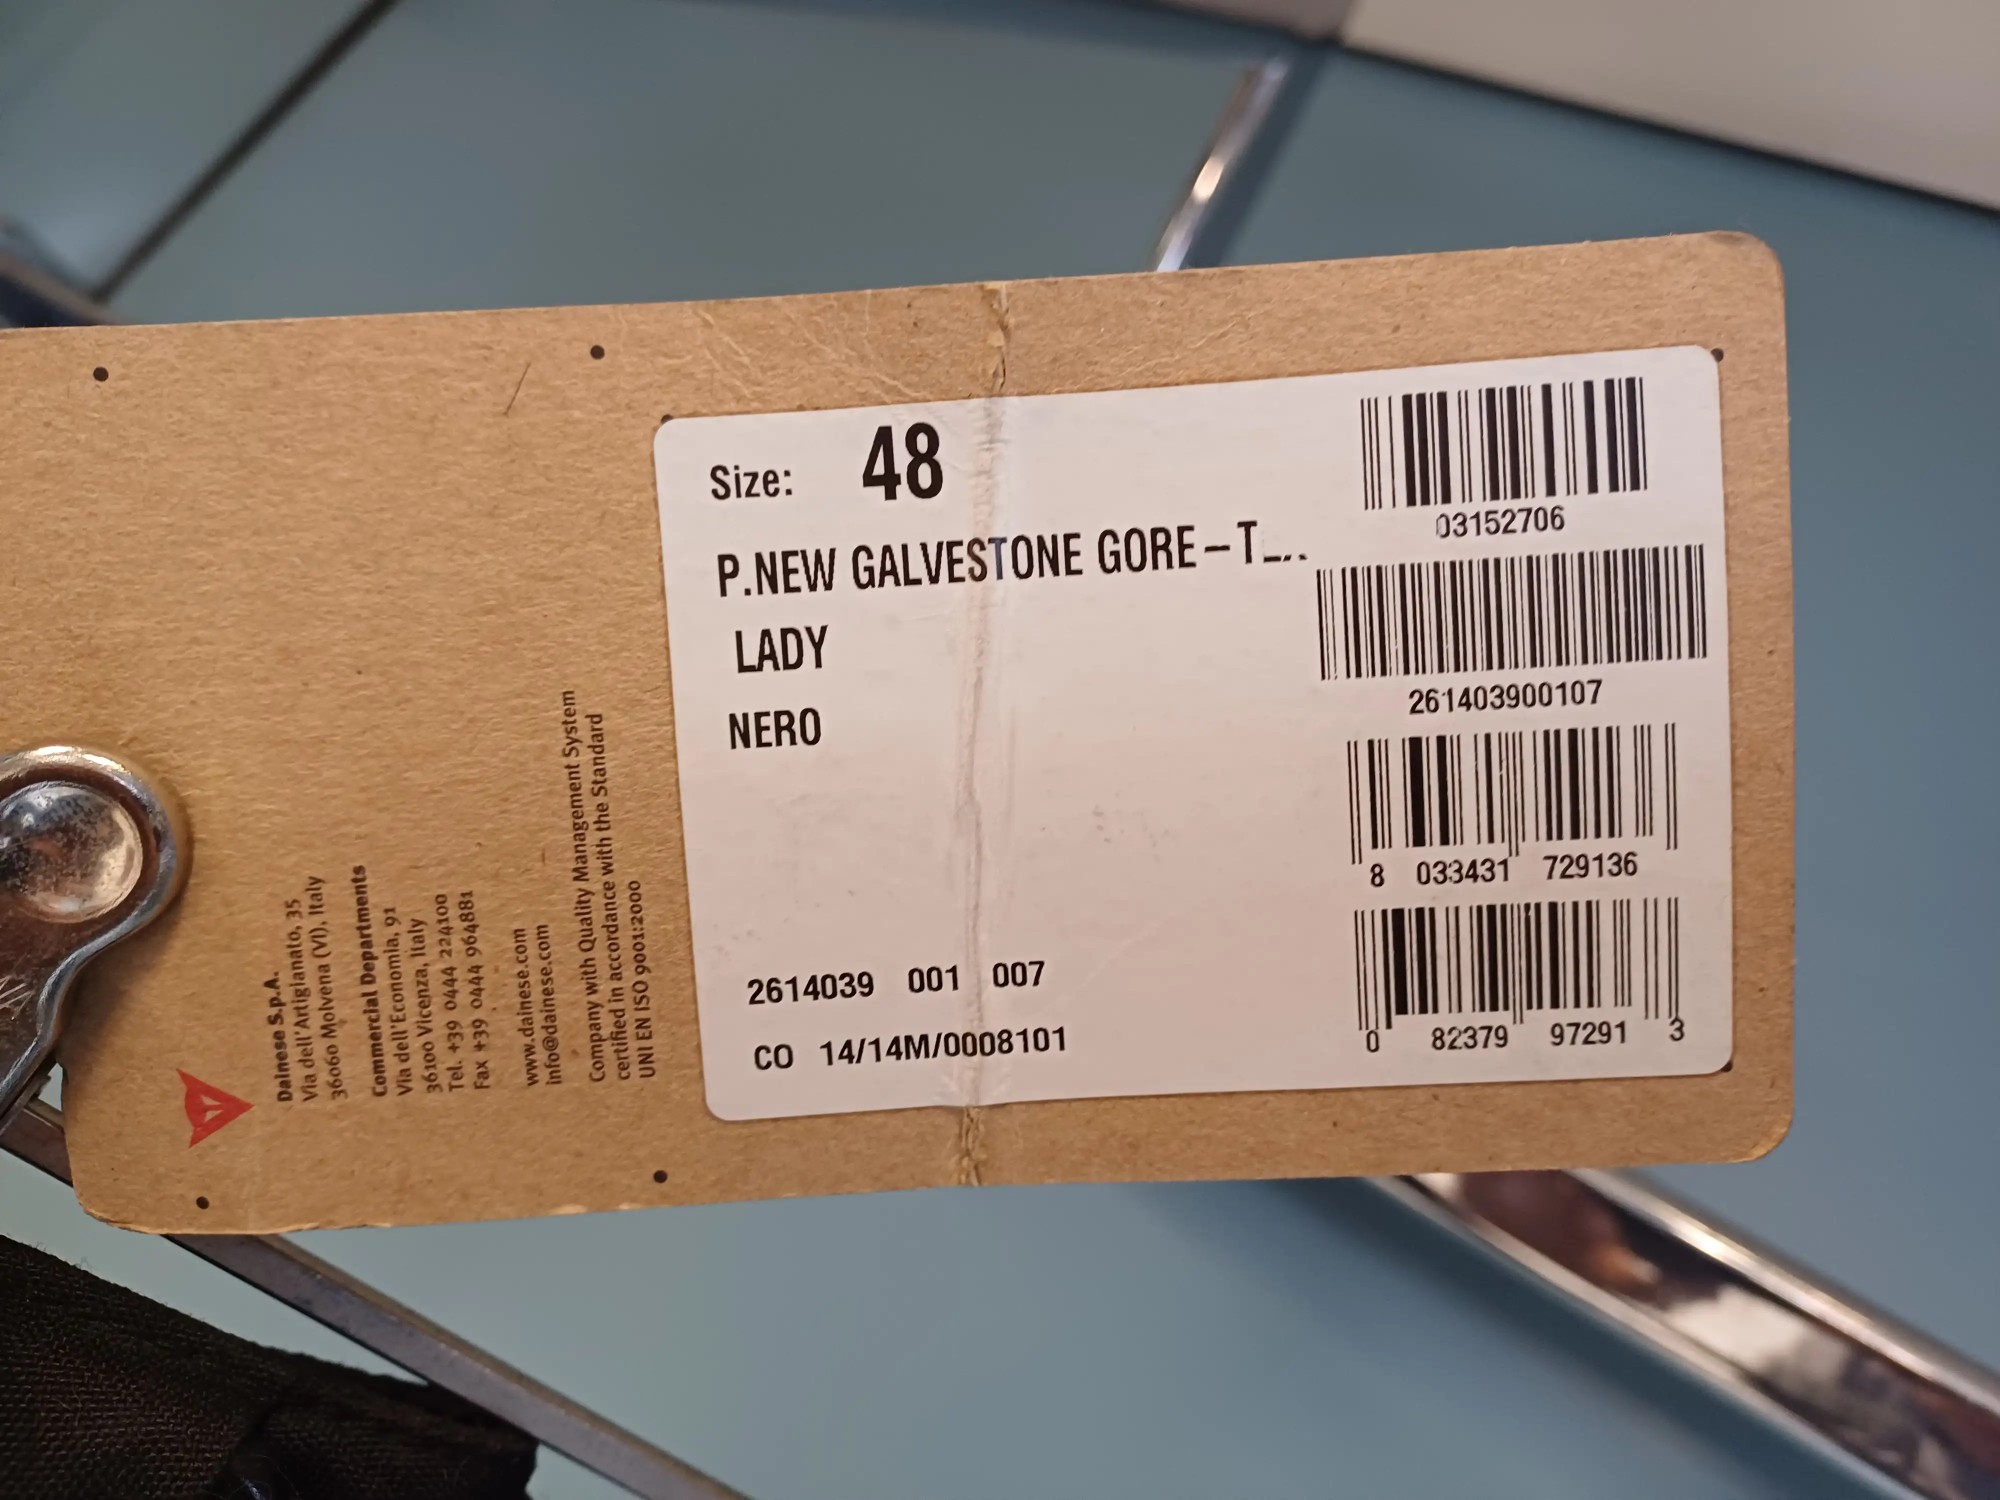 Dainese S.p.A.
Via dell'Artigianato, 35
36060 Molvena (VI), Italy
Commercial Departments
Via dell'Economia, 91
36100 Vicenza, Italy
Tel. +39 0444 224100
Fax +39 0444 964881
www.dainese.com
info@dainese.com
Company with Quality Management System
certified in accordance with the Standard
UNI EN ISO 9001:2000
Size: 48
P.NEW GALVESTONE GORE-T...
LADY
NERO
2614039 001 007
CO 14/14M/0008101
03152706
261403900107
8 033431 729136
0 82379 97291 3